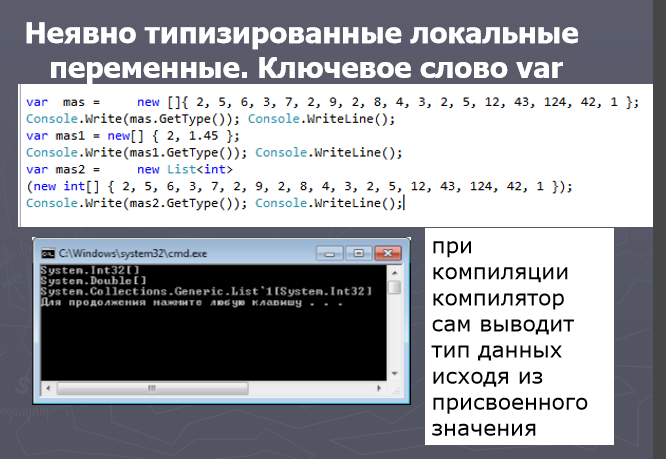 Неявно типизированные локальные
переменные. Ключевое слово var
var mas = new []{ 2, 5, 6, 3, 7, 2, 9, 2, 8, 4, 3, 2, 5, 12, 43, 124, 42, 1 };
Console.Write(mas.GetType()); Console.WriteLine();
var mas1 = new[] { 2, 1.45 };
Console.Write(mas1.GetType()); Console.WriteLine();
var mas2 = new List<int>
(new int[] { 2, 5, 6, 3, 7, 2, 9, 2, 8, 4, 3, 2, 5, 12, 43, 124, 42, 1 });
Console.Write(mas2.GetType()); Console.WriteLine();
C:\Windows\system32\cmd.exe
System.Int32[]
System.Double[]
System.Collections.Generic.List`1[System.Int32]
Для продолжения нажмите любую клавишу . . .
при
компиляции
компилятор
сам выводит
тип данных
исходя из
присвоенного
значения